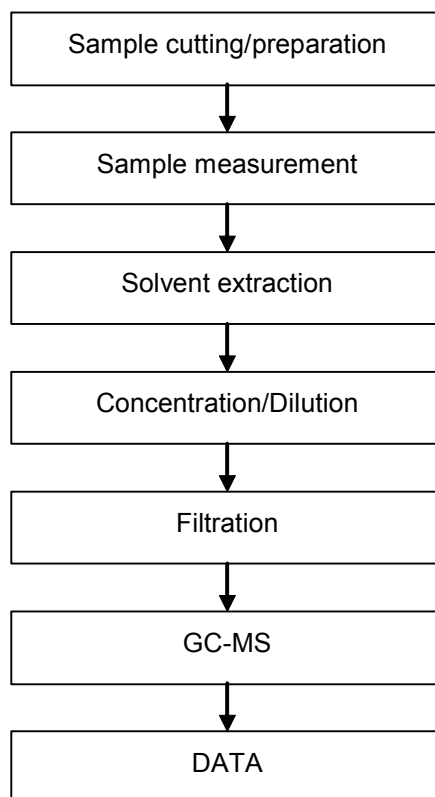 Sample cutting/preparation
Sample measurement
Solvent extraction
Concentration/Dilution
Filtration
GC-MS
DATA